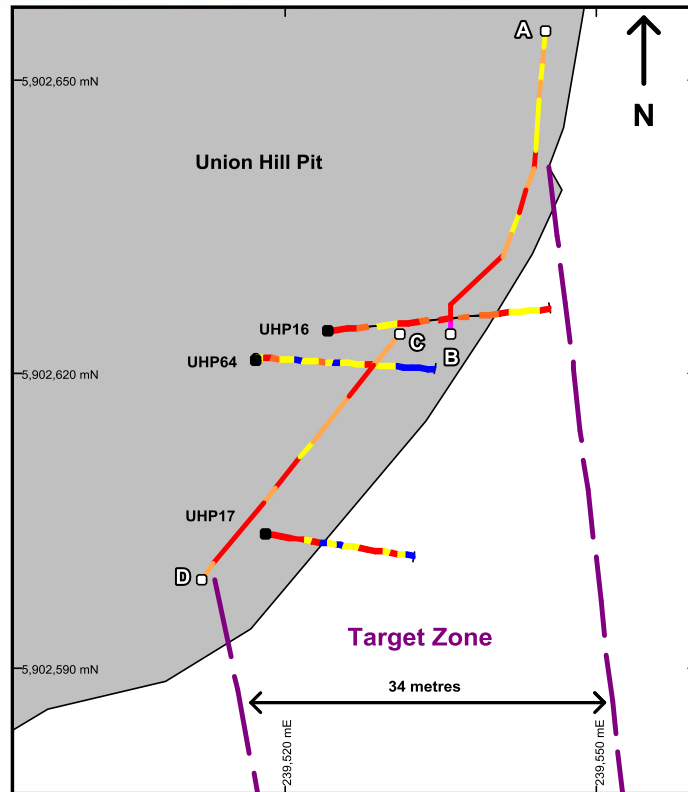 A
5,902,650 mN
N
Union Hill Pit
UHP16
C
B
UHP64
5,902,620 mN
UHP17
D
Target Zone
5,902,590 mN
34 metres
239,520 mE
239,550 mE